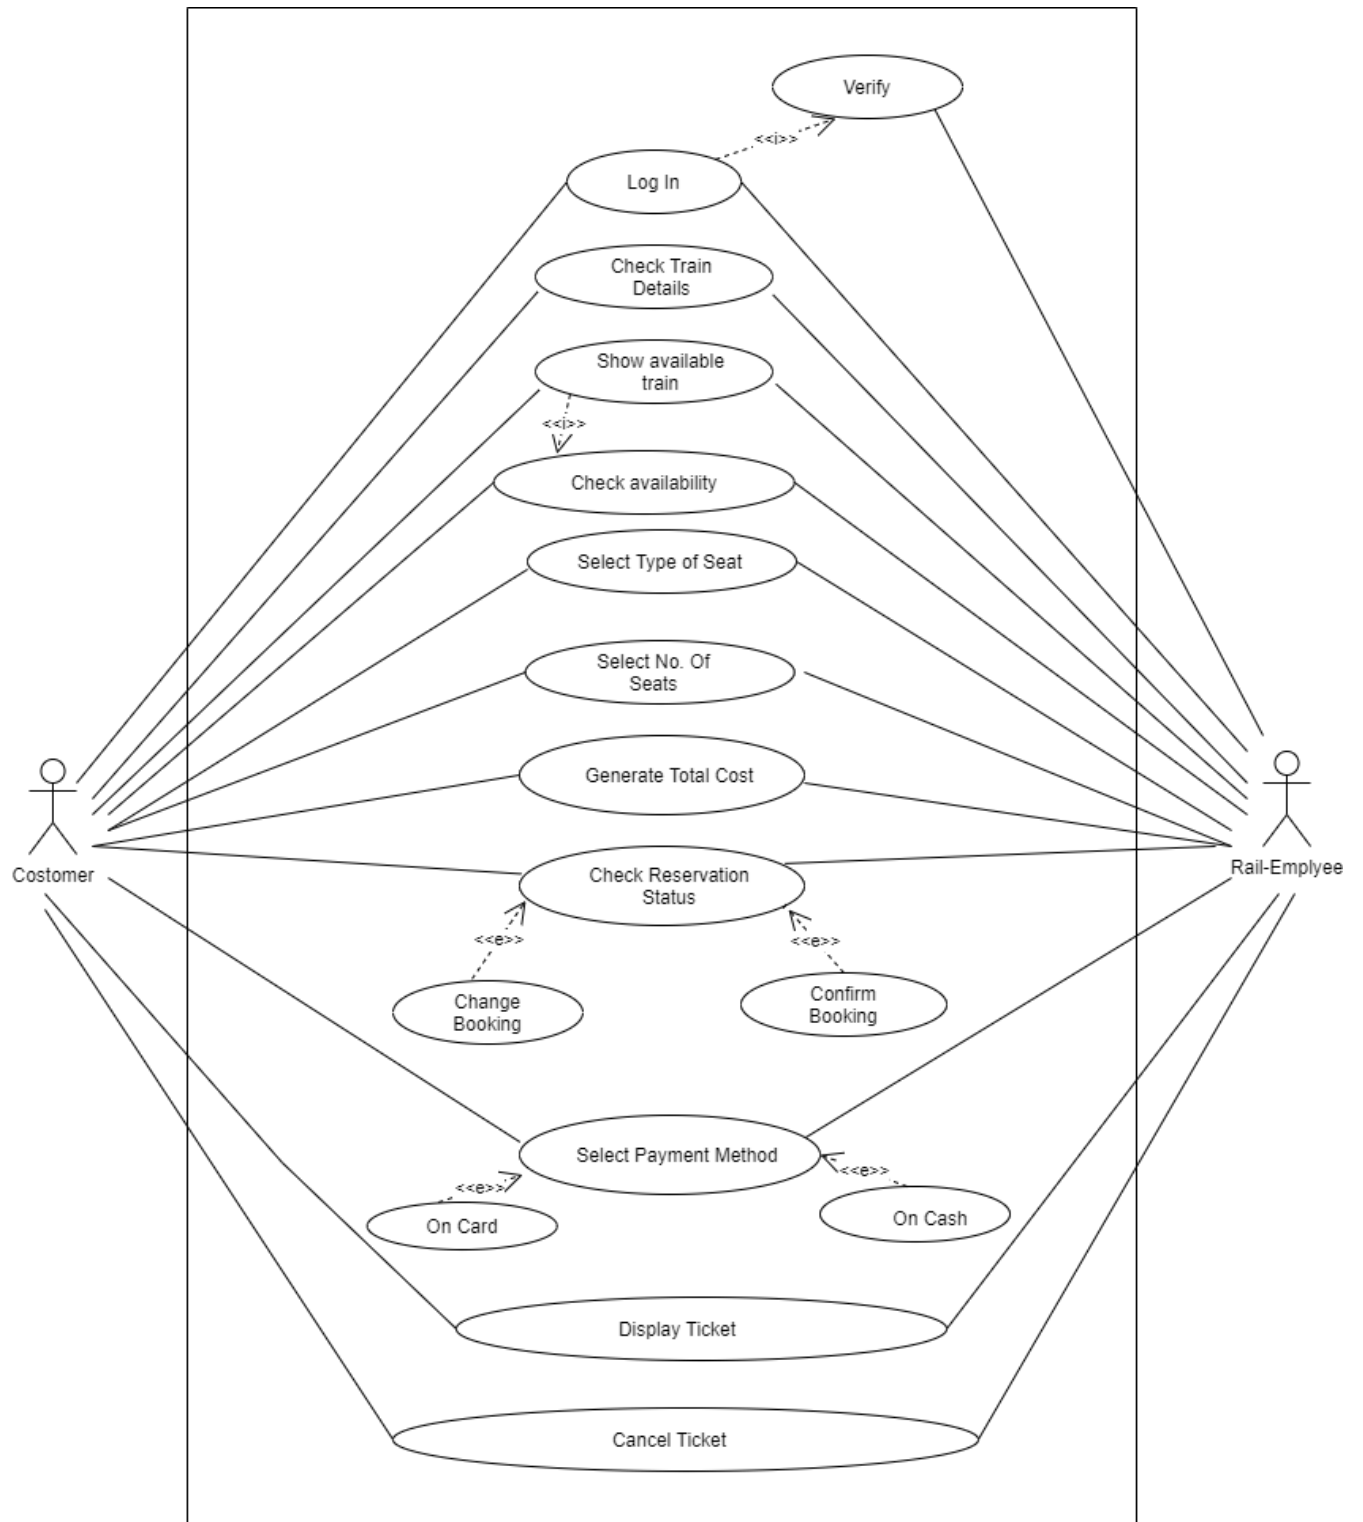 Verify
<<i>>
Log In
Check Train
Details
Show available
train
<<i>>
Check availability
Select Type of Seat
Select No. Of
Seats
Generate Total Cost
Costomer
Rail-Emplyee
Check Reservation
Status
<<e>>
<<e>>
Change
Booking
Confirm
Booking
Select Payment Method
<<e>>
<<e>>
On Card
On Cash
Display Ticket
Cancel Ticket